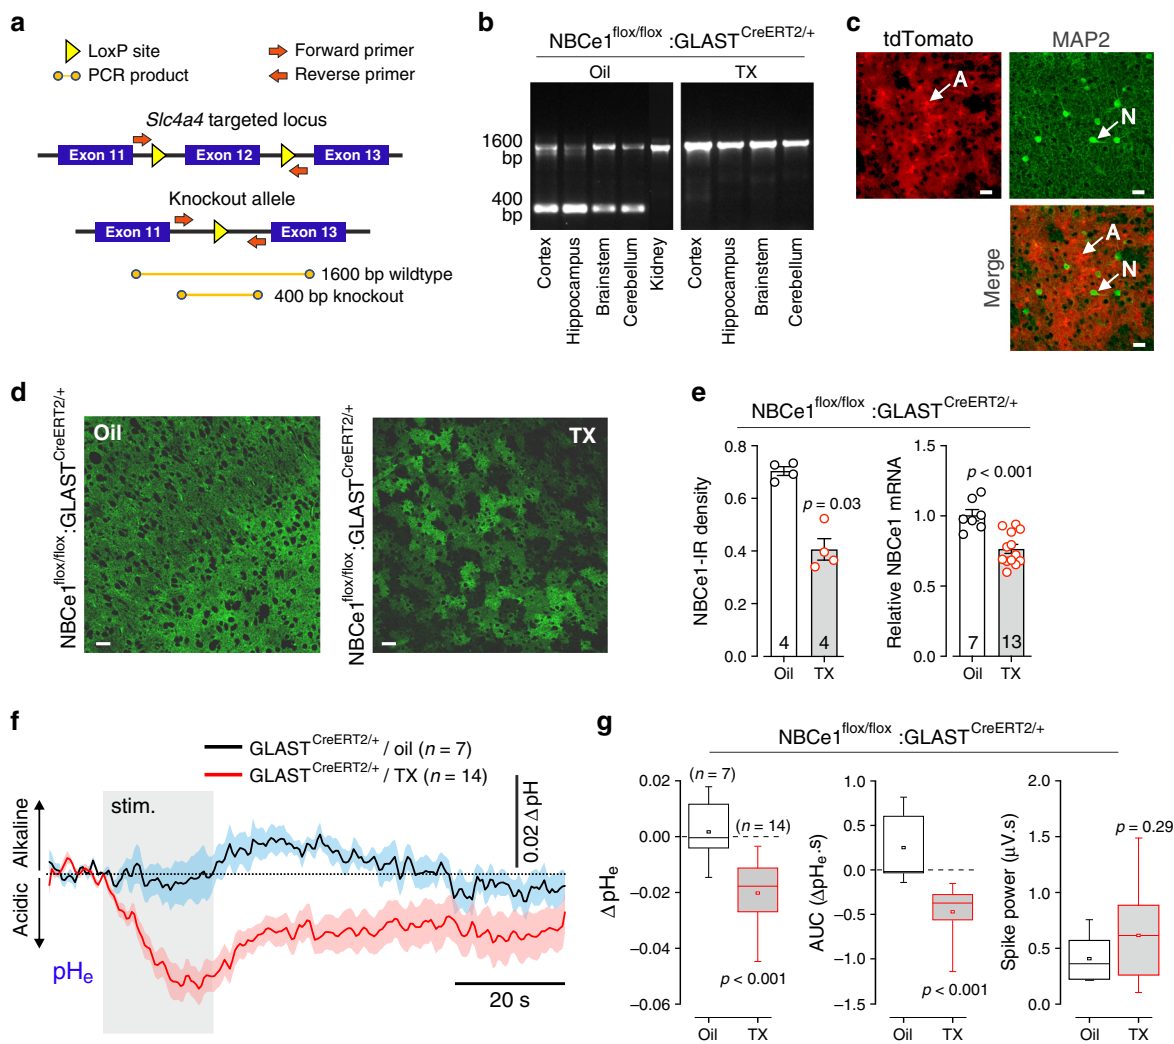 a
LoxP site
PCR product
Forward primer
Reverse primer
Slc4a4 targeted locus
Exon 11
Exon 12
Exon 13
Knockout allele
Exon 11
Exon 13
1600 bp wildtype
400 bp knockout
b
NBCe1flox/flox :GLASTCreERT2/+
Oil
TX
1600
bp
400
bp
Cortex
Hippocampus
Brainstem
Cerebellum
Kidney
Cortex
Hippocampus
Brainstem
Cerebellum
c
tdTomato
MAP2
A
N
Merge
A
N
d
NBCe1flox/flox:GLASTCreERT2/+
Oil
NBCe1flox/flox:GLASTCreERT2/+
TX
e
NBCe1flox/flox :GLASTCreERT2/+
NBCe1-IR density
0.8
0.6
0.4
0.2
0.0
p = 0.03
4
4
Oil
TX
Relative NBCe1 mRNA
1.5
1.0
0.5
0.0
p < 0.001
7
13
Oil
TX
f
GLASTCreERT2/+ / oil (n = 7)
GLASTCreERT2/+ / TX (n = 14)
0.02 Δ pH
stim.
Alkaline
Acidic
pHe
20 s
g
NBCe1flox/flox :GLASTCreERT2/+
ΔpHe
0.02
0.00
−0.02
−0.04
−0.06
(n = 7)
(n = 14)
p < 0.001
Oil
TX
AUC (ΔpHe.S)
1.0
0.5
0.0
−0.5
−1.0
−1.5
p < 0.001
Oil
TX
Spike power (μV.s)
2.0
1.5
1.0
0.5
0.0
p = 0.29
Oil
TX